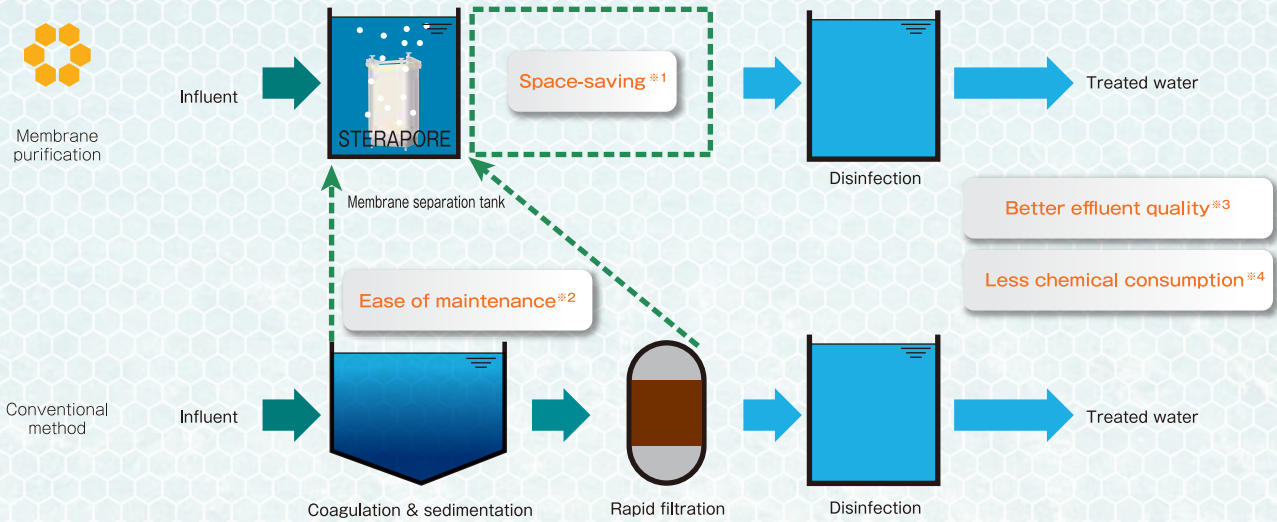 Membrane
purification
Influent
STERAPORE
Membrane separation tank
Space-saving ※1
Disinfection
Treated water
Better effluent quality※3
Less chemical consumption※4
Ease of maintenance※2
Conventional
method
Influent
Coagulation & sedimentation
Rapid filtration
Disinfection
Treated water